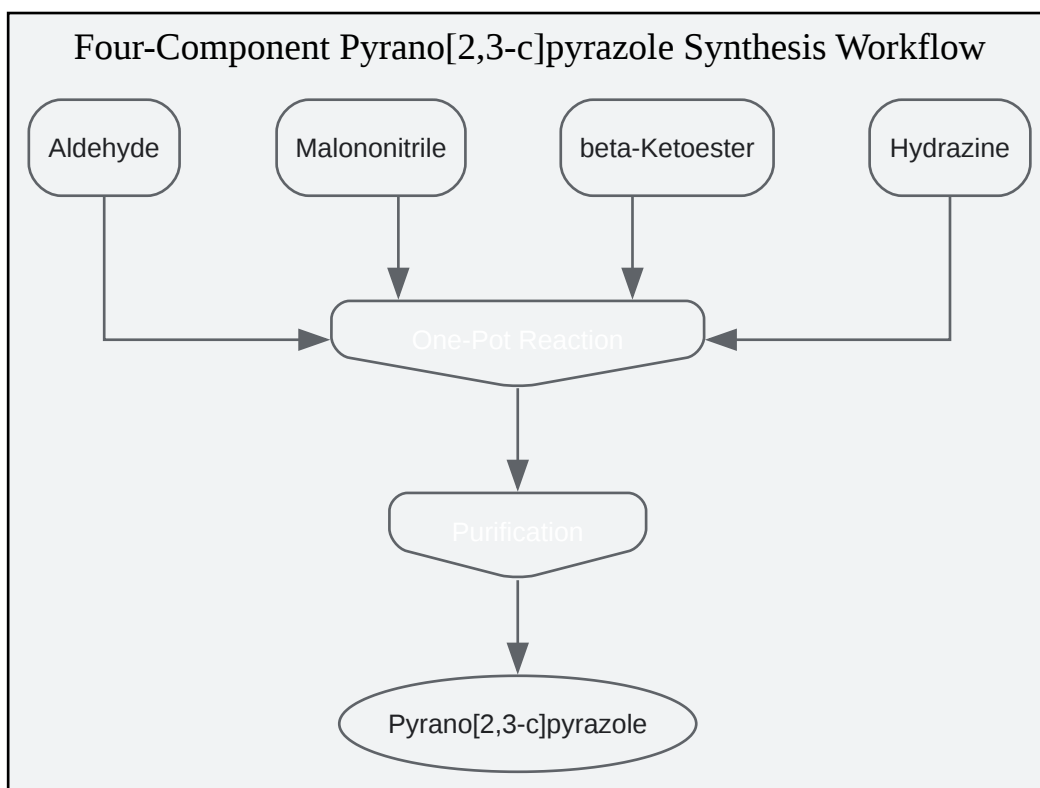 Four-Component Pyrano[2,3-c]pyrazole Synthesis Workflow
Aldehyde
Malononitrile
beta-Ketoester
Hydrazine
One-Pot Reaction
Purification
Pyrano[2,3-c]pyrazole